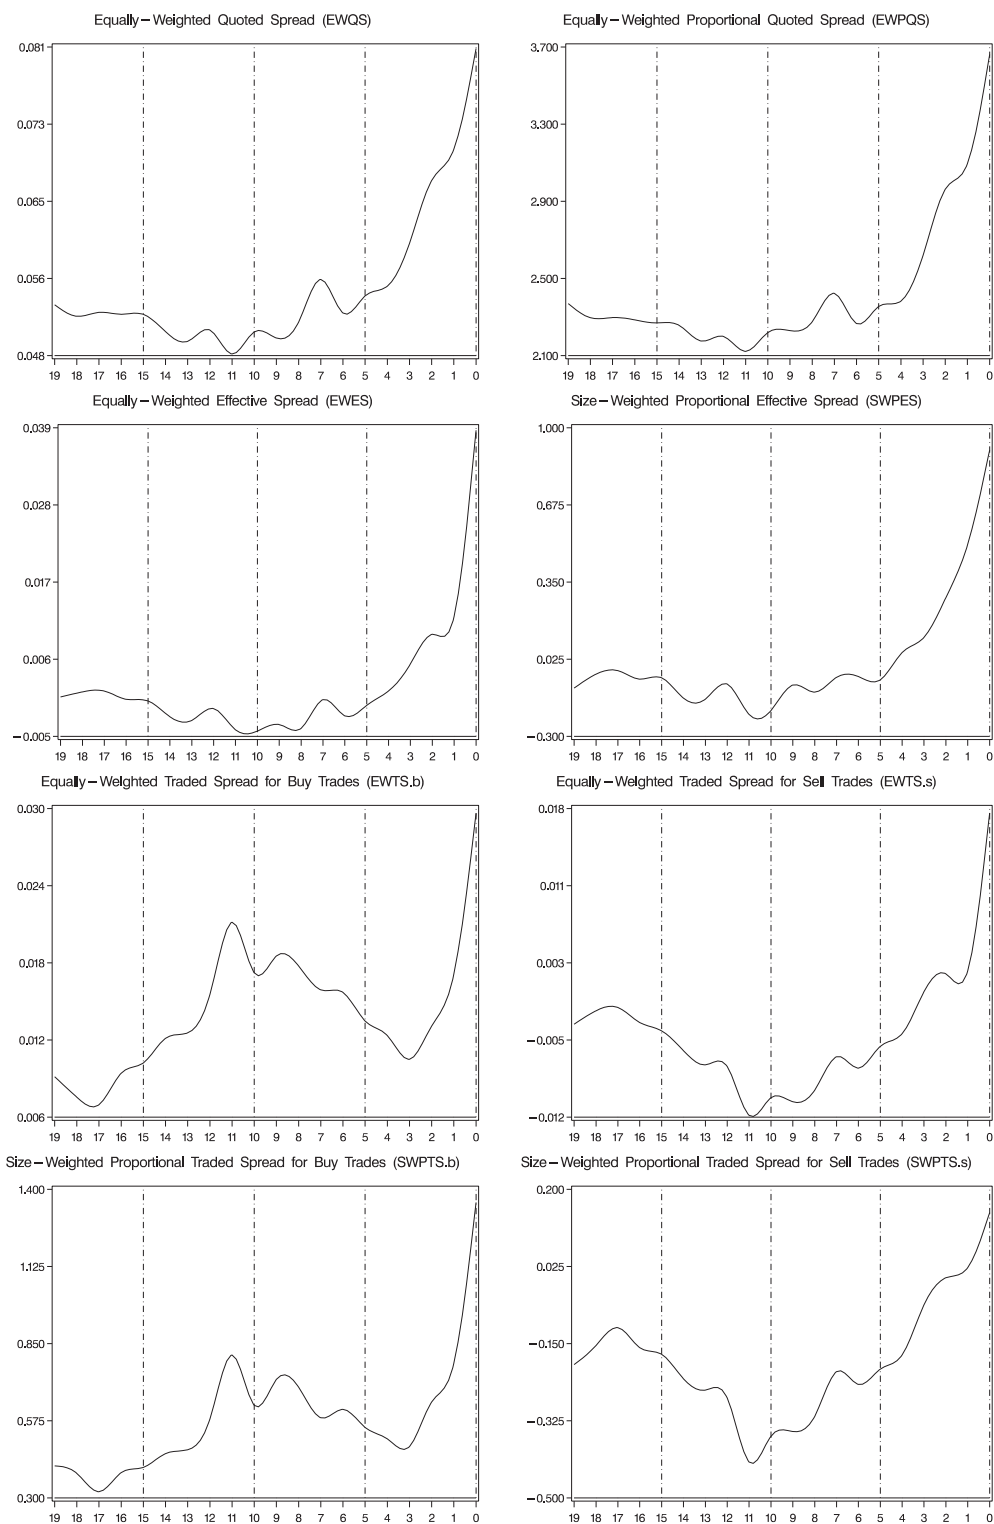 Equally–Weighted Quoted Spread (EWQS)
0.081
0.073
0.065
0.056
0.048
19 18 17 16 15 14 13 12 11 10 9 8 7 6 5 4 3 2 1 0
Equally–Weighted Proportional Quoted Spread (EWPQS)
3.700
3.300
2.900
2.500
2.100
19 18 17 16 15 14 13 12 11 10 9 8 7 6 5 4 3 2 1 0
Equally–Weighted Effective Spread (EWES)
0.039
0.028
0.017
0.006
−0.005
19 18 17 16 15 14 13 12 11 10 9 8 7 6 5 4 3 2 1 0
Size–Weighted Proportional Effective Spread (SWPES)
1.000
0.675
0.350
0.025
−0.300
19 18 17 16 15 14 13 12 11 10 9 8 7 6 5 4 3 2 1 0
Equally–Weighted Traded Spread for Buy Trades (EWTS.b)
0.030
0.024
0.018
0.012
0.006
19 18 17 16 15 14 13 12 11 10 9 8 7 6 5 4 3 2 1 0
Equally–Weighted Traded Spread for Sell Trades (EWTS.s)
0.018
0.011
0.003
−0.005
−0.012
19 18 17 16 15 14 13 12 11 10 9 8 7 6 5 4 3 2 1 0
Size–Weighted Proportional Traded Spread for Buy Trades (SWPTS.b)
1.400
1.125
0.850
0.575
0.300
19 18 17 16 15 14 13 12 11 10 9 8 7 6 5 4 3 2 1 0
Size–Weighted Proportional Traded Spread for Sell Trades (SWPTS.s)
0.200
0.025
−0.150
−0.325
−0.500
19 18 17 16 15 14 13 12 11 10 9 8 7 6 5 4 3 2 1 0